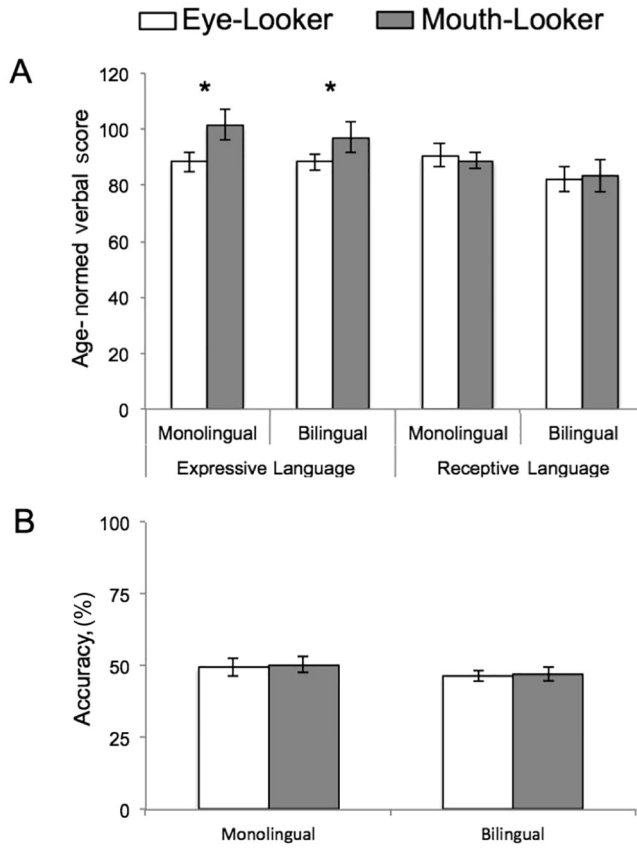 Eye-Looker Mouth-Looker
A
Age- normed verbal score
120
100
80
60
40
20
0
* *
Monolingual Bilingual Monolingual Bilingual
Expressive Language Receptive Language
B
Accuracy, (%)
100
75
50
25
0
Monolingual Bilingual